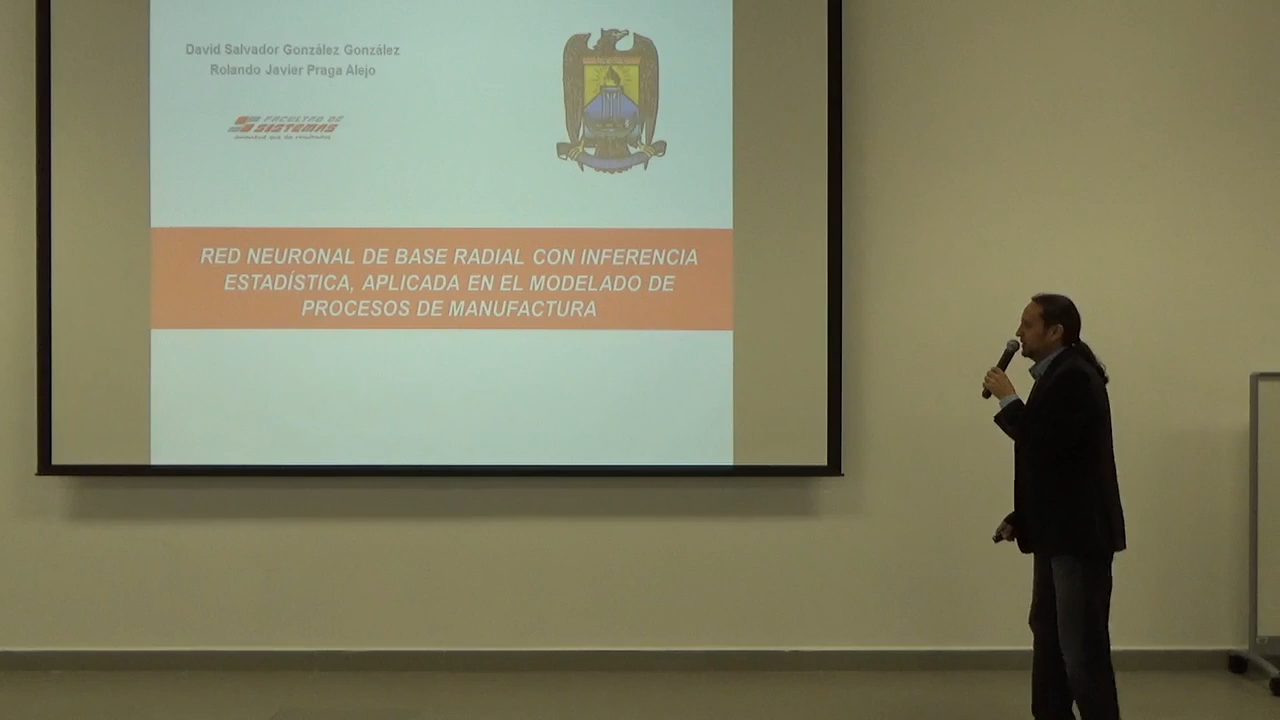 David Salvador González González
Rolando Javier Praga Alejo
FACULTAD DE
SISTEMAS
RED NEURONAL DE BASE RADIAL CON INFERENCIA
ESTADÍSTICA, APLICADA EN EL MODELADO DE
PROCESOS DE MANUFACTURA